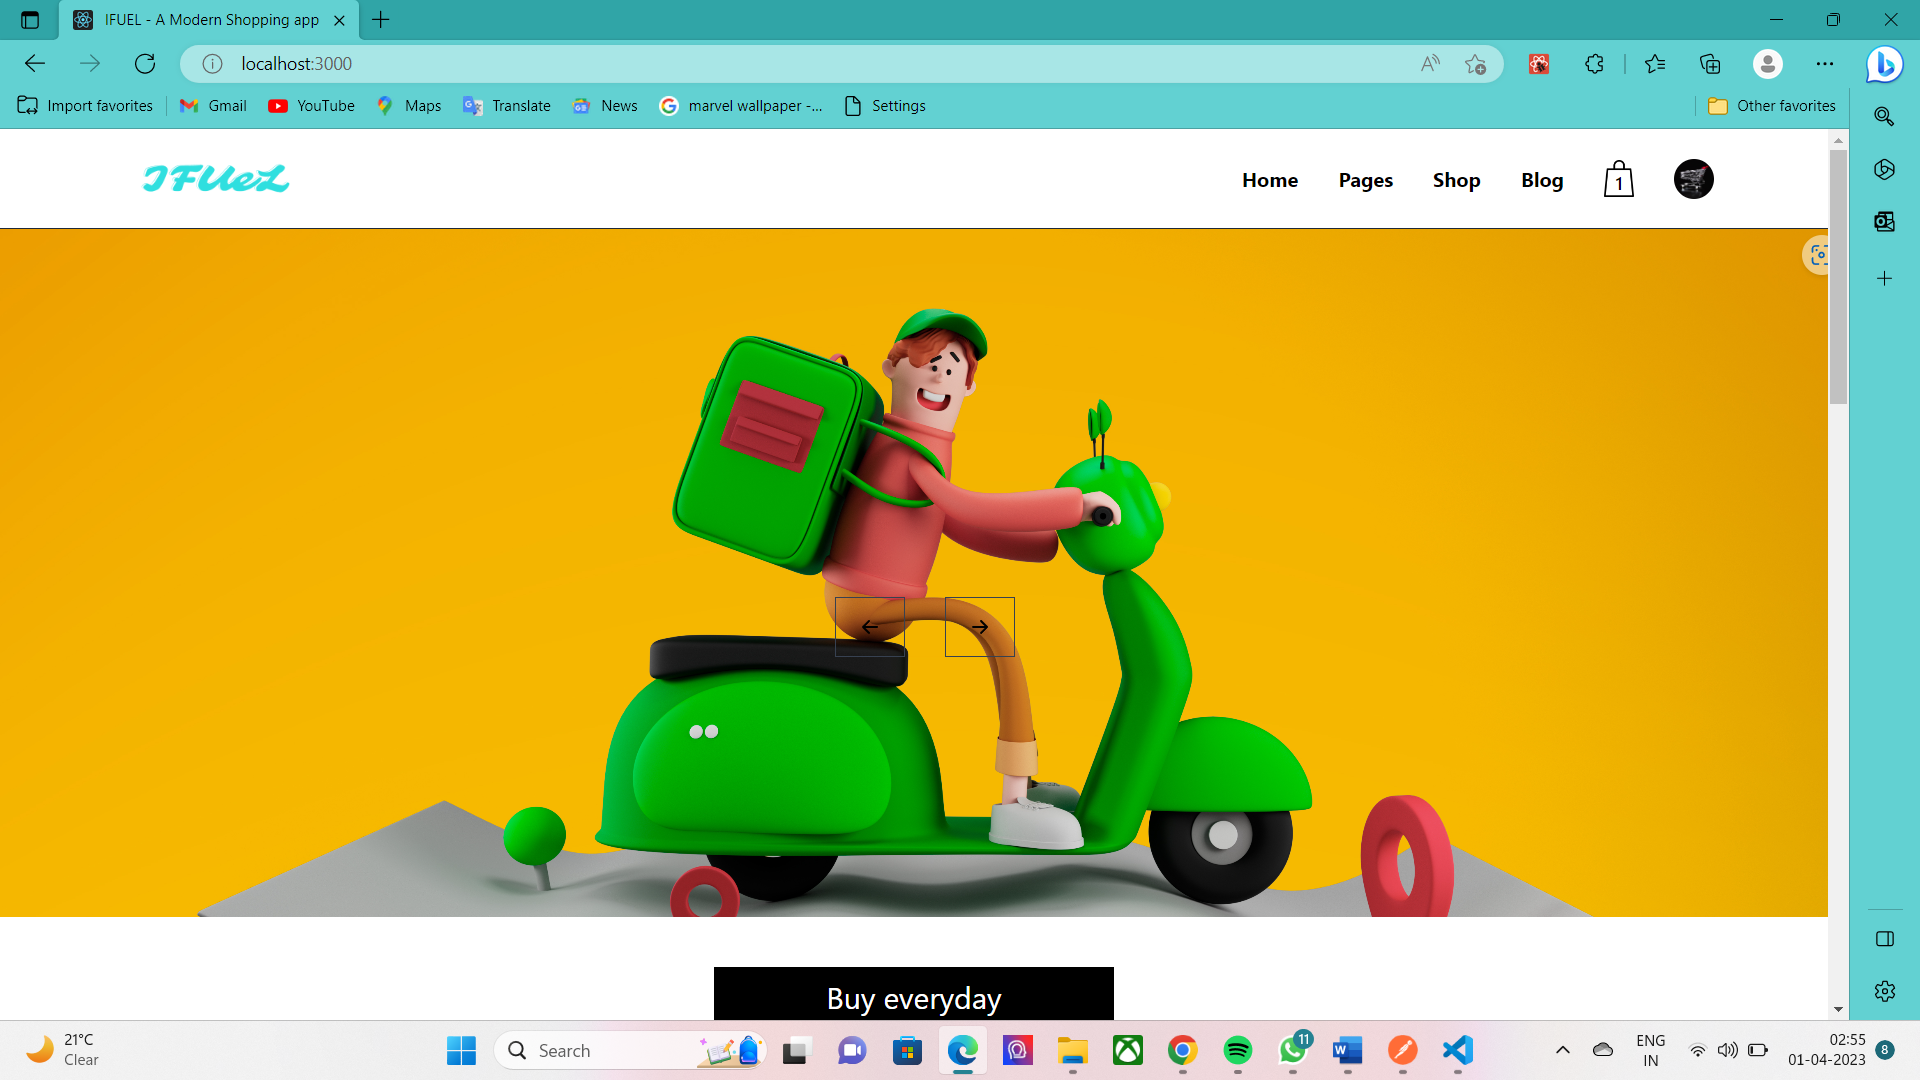 IFUEL - A Modern Shopping app
localhost:3000
Import favorites
Gmail
YouTube
Maps
Translate
News
marvel wallpaper -...
Settings
Other favorites
IFUeL
Home
Pages
Shop
Blog
1
Buy everyday
21°C
Clear
Search
11
ENG
IN
02:55
01-04-2023
8